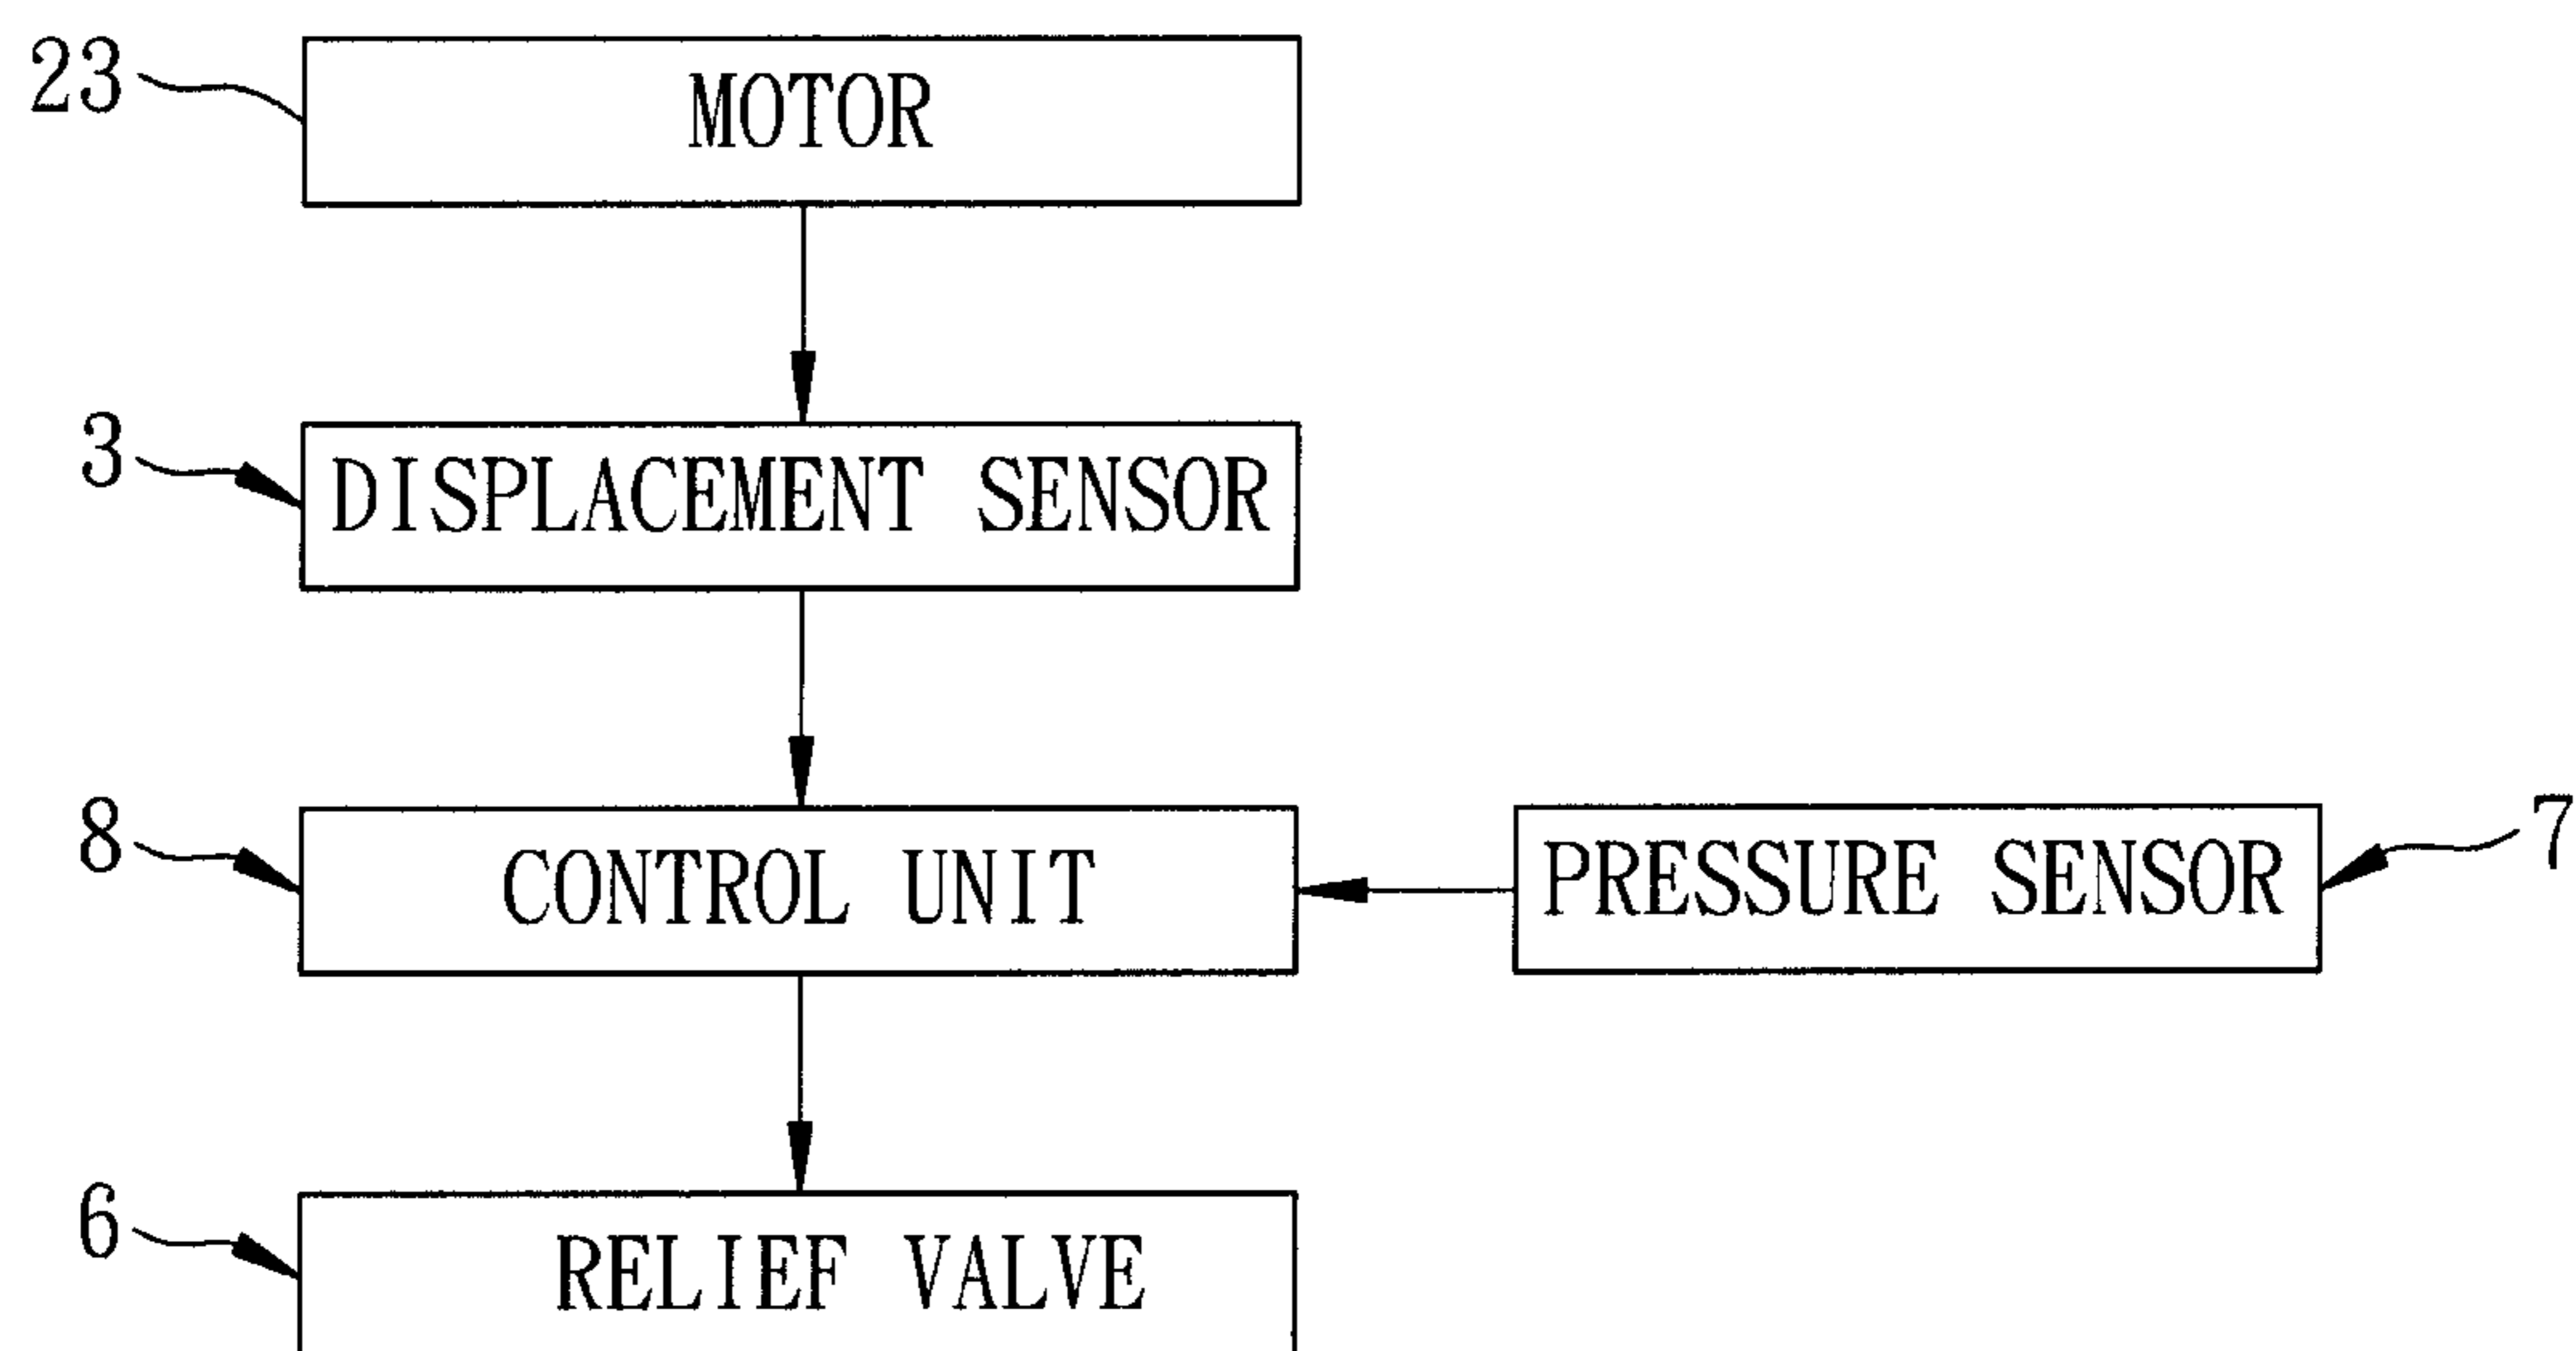 23 MOTOR
3 DISPLACEMENT SENSOR
8 CONTROL UNIT PRESSURE SENSOR 7
6 RELIEF VALVE